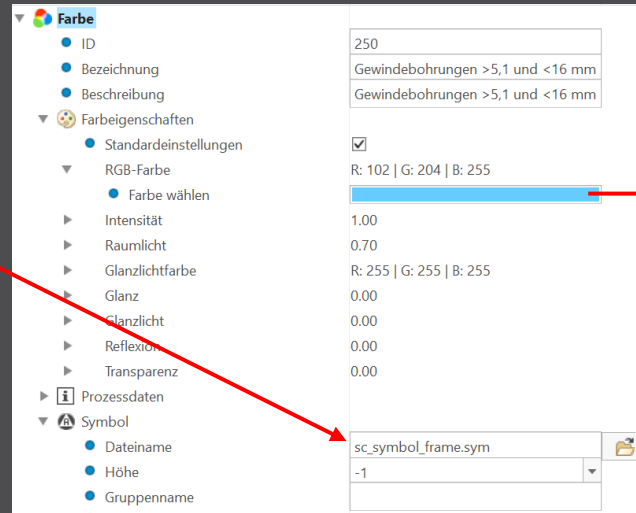 Farbe
ID 250
Bezeichnung Gewindebohrungen >5,1 und <16 mm
Beschreibung Gewindebohrungen >5,1 und <16 mm
Farbeigenschaften
Standardeinstellungen
RGB-Farbe R: 102 | G: 204 | B: 255
Farbe wählen
Intensität 1.00
Raumlicht 0.70
Glanzlichtfarbe R: 255 | G: 255 | B: 255
Glanz 0.00
Glanzlicht 0.00
Reflexion 0.00
Transparenz 0.00
Prozessdaten
Symbol
Dateiname sc_symbol_frame.sym
Höhe -1
Gruppenname